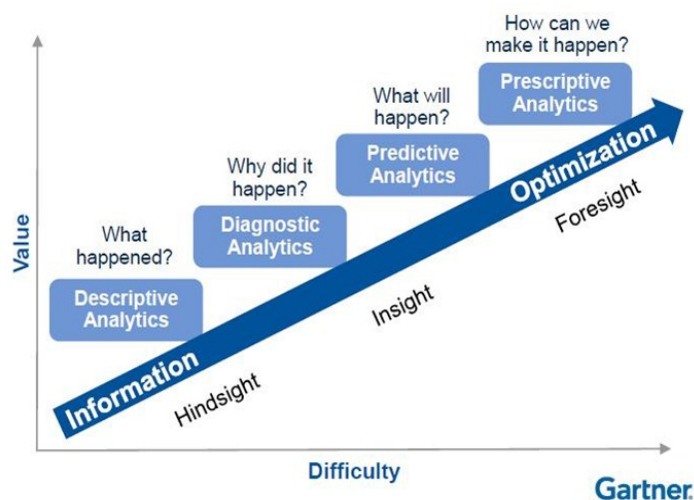 How can we
make it happen?
Prescriptive
Analytics
What will
happen?
Predictive
Analytics
Why did it
happen?
Diagnostic
Analytics
What
happened?
Descriptive
Analytics
Value
Information
Optimization
Hindsight
Insight
Foresight
Difficulty
Gartner